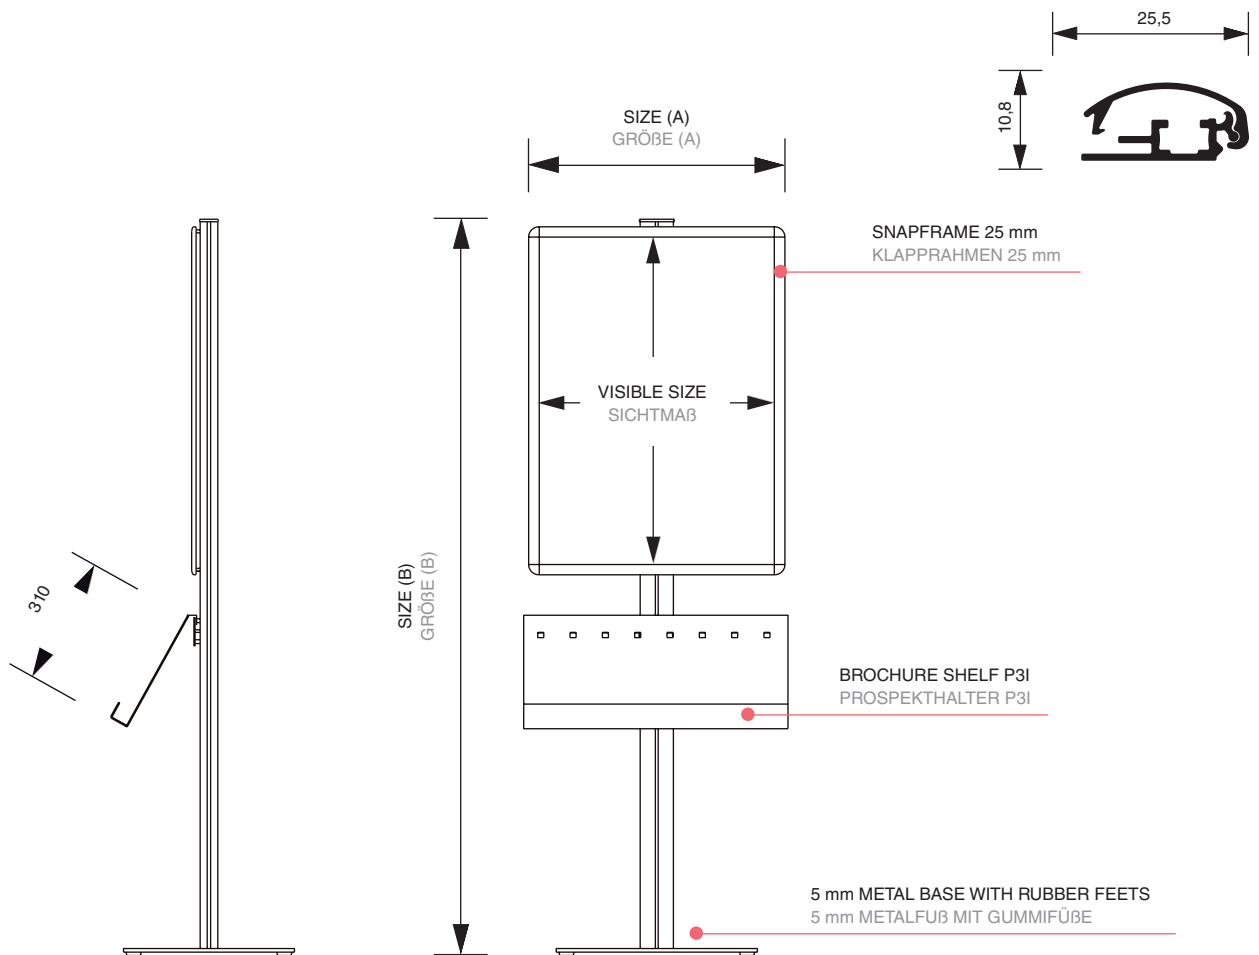 25,5
10,8
SIZE (A)
GRÖßE (A)
SNAPFRAME 25 mm
KLAPPRAHMEN 25 mm
VISIBLE SIZE
SICHTMAß
310
SIZE (B)
GRÖßE (B)
BROCHURE SHELF P3I
PROSPEKTHALTER P3I
5 mm METAL BASE WITH RUBBER FEETS
5 mm METALFUß MIT GUMMIFÜßE